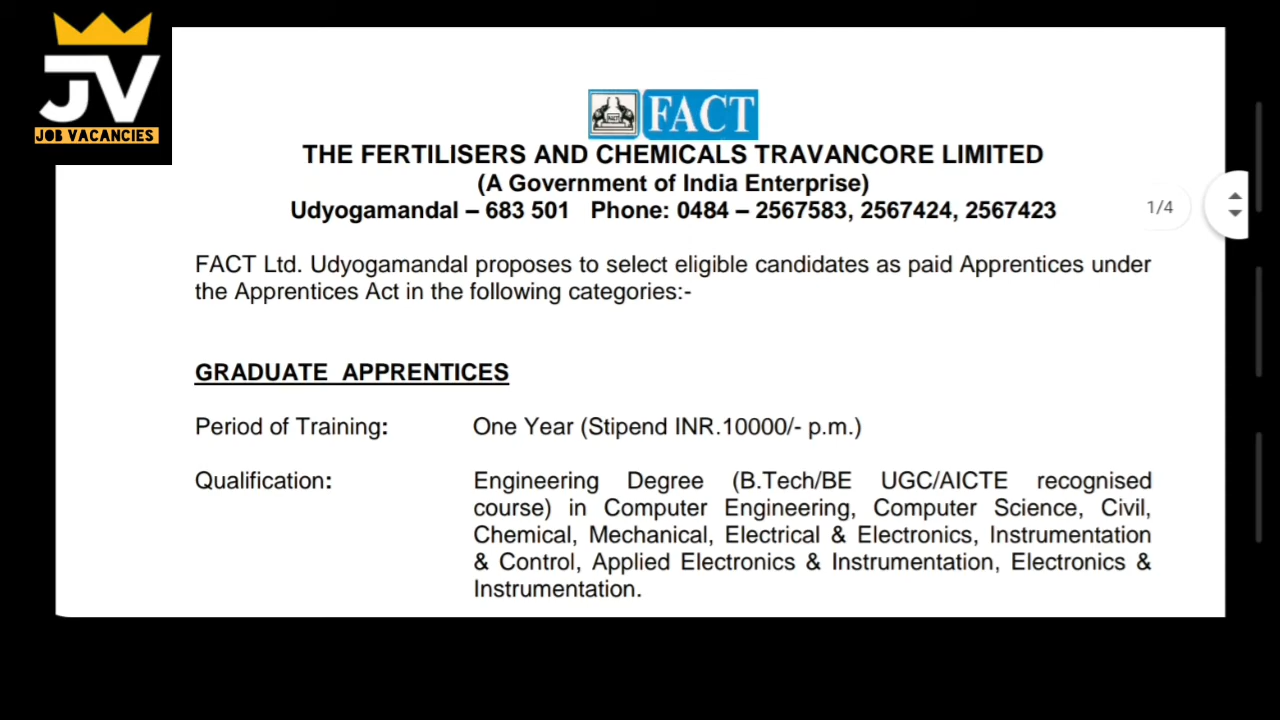 JV
JOB VACANCIES
FACT
THE FERTILISERS AND CHEMICALS TRAVANCORE LIMITED
(A Government of India Enterprise)
Udyogamandal – 683 501 Phone: 0484 – 2567583, 2567424, 2567423
1/4
FACT Ltd. Udyogamandal proposes to select eligible candidates as paid Apprentices under
the Apprentices Act in the following categories:-
GRADUATE APPRENTICES
Period of Training: One Year (Stipend INR.10000/- p.m.)
Qualification: Engineering Degree (B.Tech/BE UGC/AICTE recognised
course) in Computer Engineering, Computer Science, Civil,
Chemical, Mechanical, Electrical & Electronics, Instrumentation
& Control, Applied Electronics & Instrumentation, Electronics &
Instrumentation.